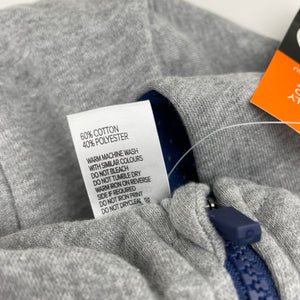 60% COTTON
40% POLYESTER
WARM MACHINE WASH
WITH SIMILAR COLOURS
DO NOT BLEACH
DO NOT TUMBLE DRY
WARM IRON ON REVERSE
SIDE IF REQUIRED
DO NOT IRON PRINT
DO NOT DRYCLEAN